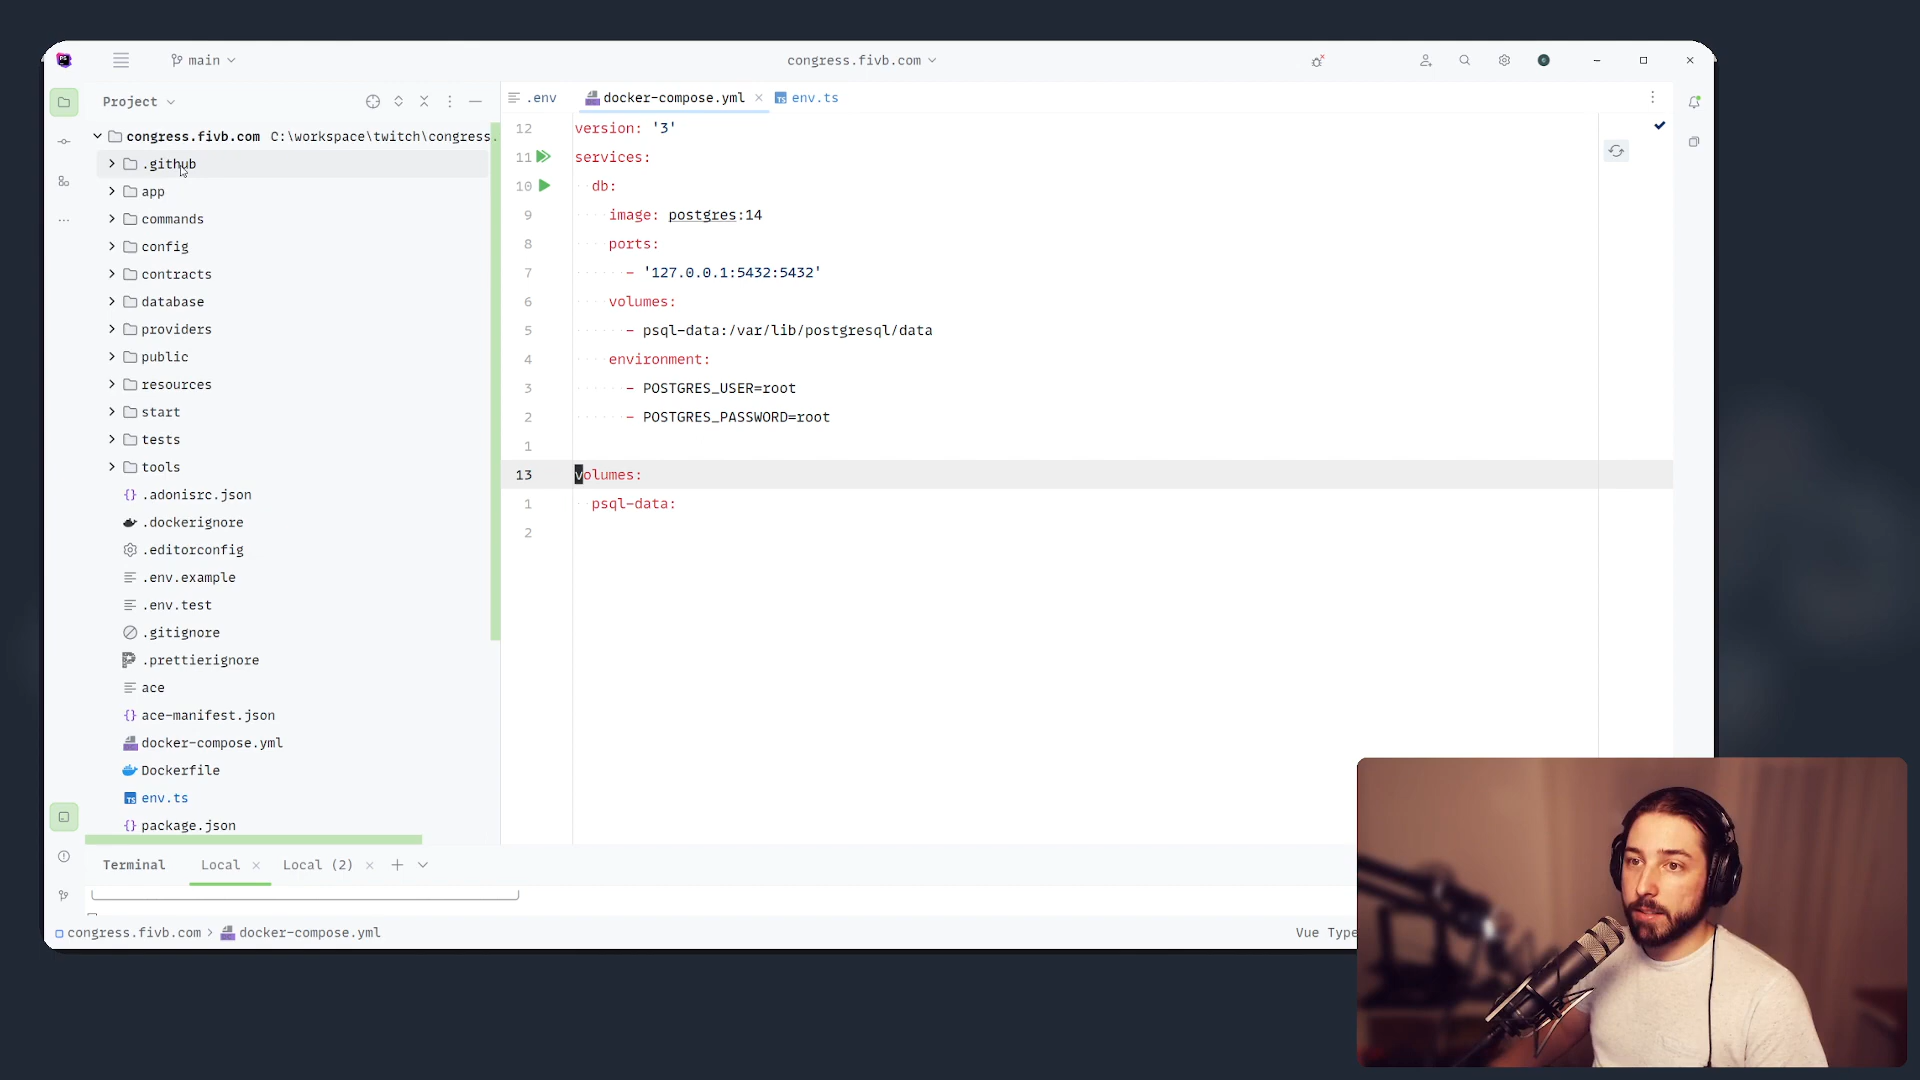 PS
main
congress.fivb.com
Project
.env
docker-compose.yml
TS
env.ts
congress.fivb.com C:\workspace\twitch\congress.
.github
app
commands
config
contracts
database
providers
public
resources
start
tests
tools
{} .adonisrc.json
.dockerignore
.editorconfig
.env.example
.env.test
.gitignore
.prettierignore
ace
{} ace-manifest.json
docker-compose.yml
Dockerfile
TS env.ts
{} package.json
12 version: '3'
11 services:
10 db:
9 image: postgres:14
8 ports:
7 - '127.0.0.1:5432:5432'
6 volumes:
5 - psql-data:/var/lib/postgresql/data
4 environment:
3 - POSTGRES_USER=root
2 - POSTGRES_PASSWORD=root
1
13 volumes:
1 psql-data:
2
Terminal Local Local (2)
congress.fivb.com > docker-compose.yml
Vue Type